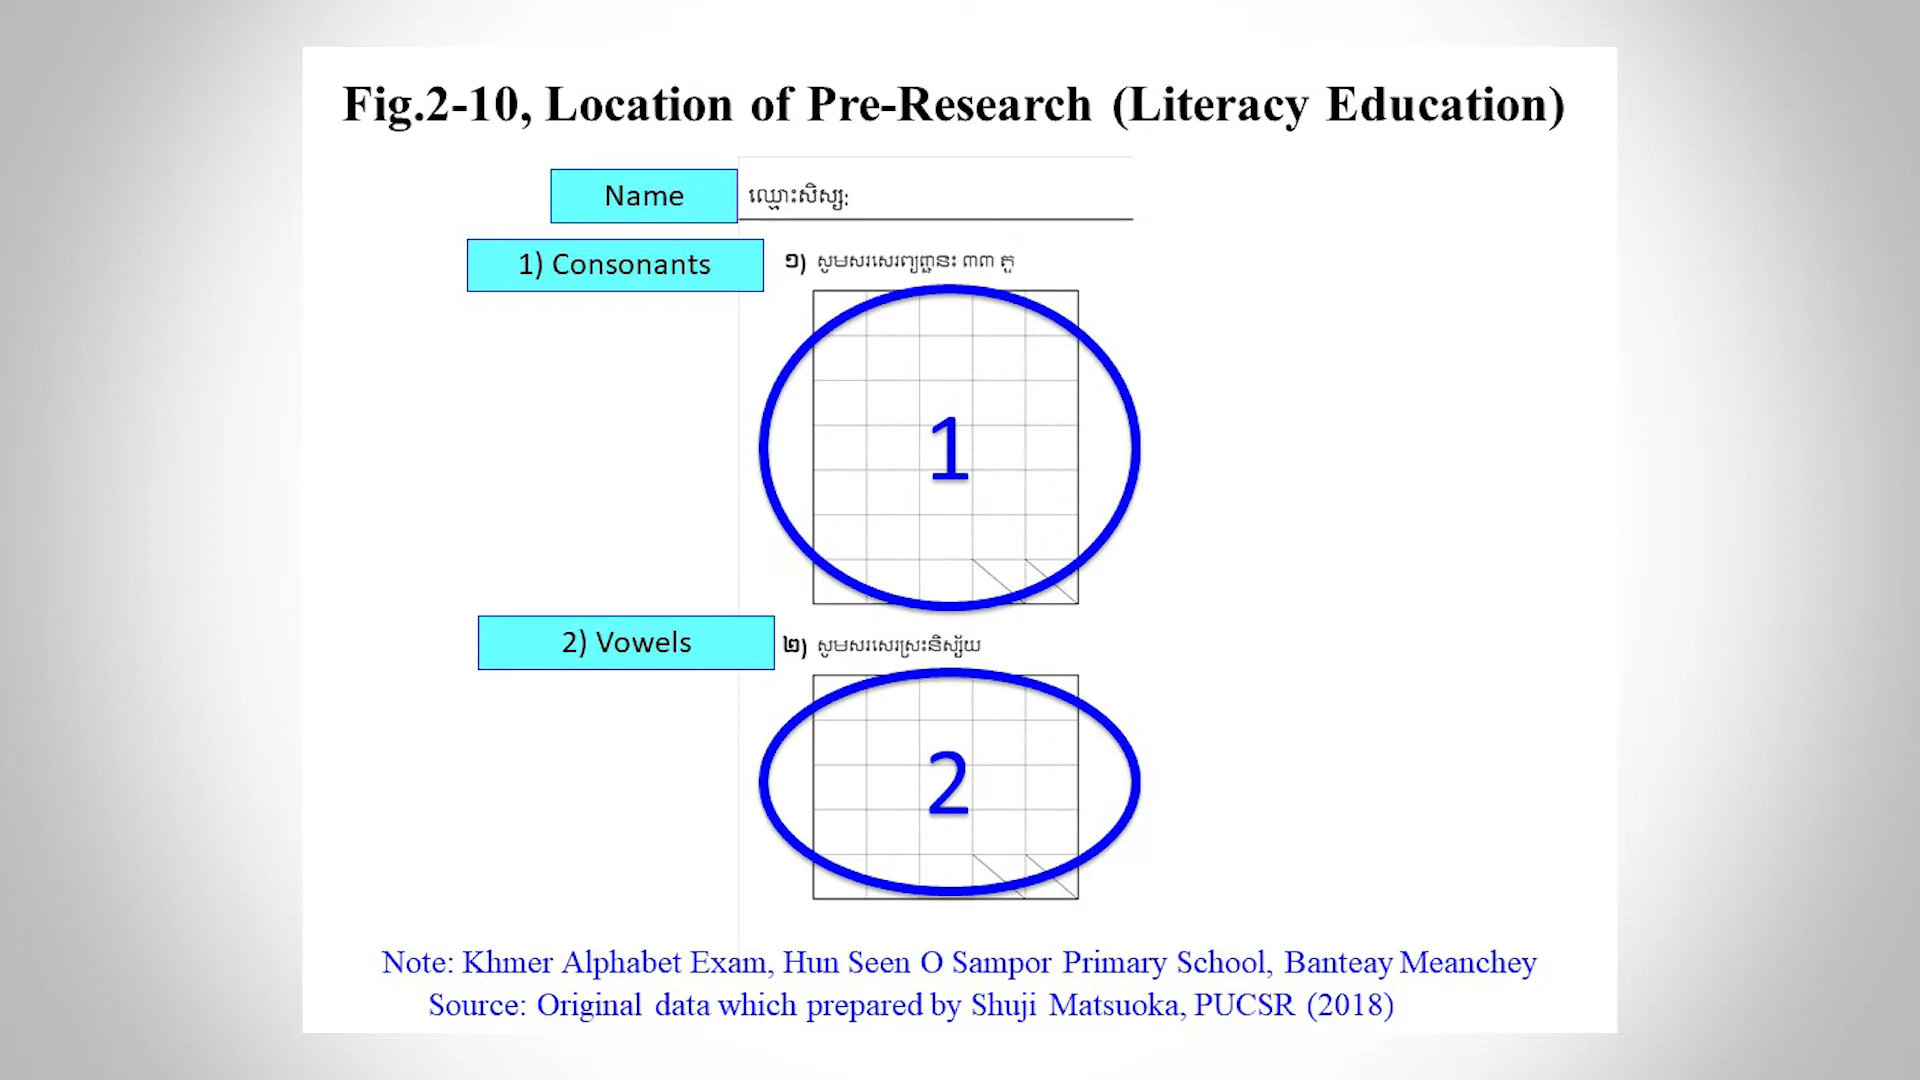 Fig.2-10, Location of Pre-Research (Literacy Education)
Name
ឈ្មោះសិស្ស:
1) Consonants
១) សូមសរសេរព្យញ្ជនះ ៣៣ តួ
1
2) Vowels
២) សូមសរសេរស្រះនិស្ស័យ
2
Note: Khmer Alphabet Exam, Hun Seen O Sampor Primary School, Banteay Meanchey
Source: Original data which prepared by Shuji Matsuoka, PUCSR (2018)